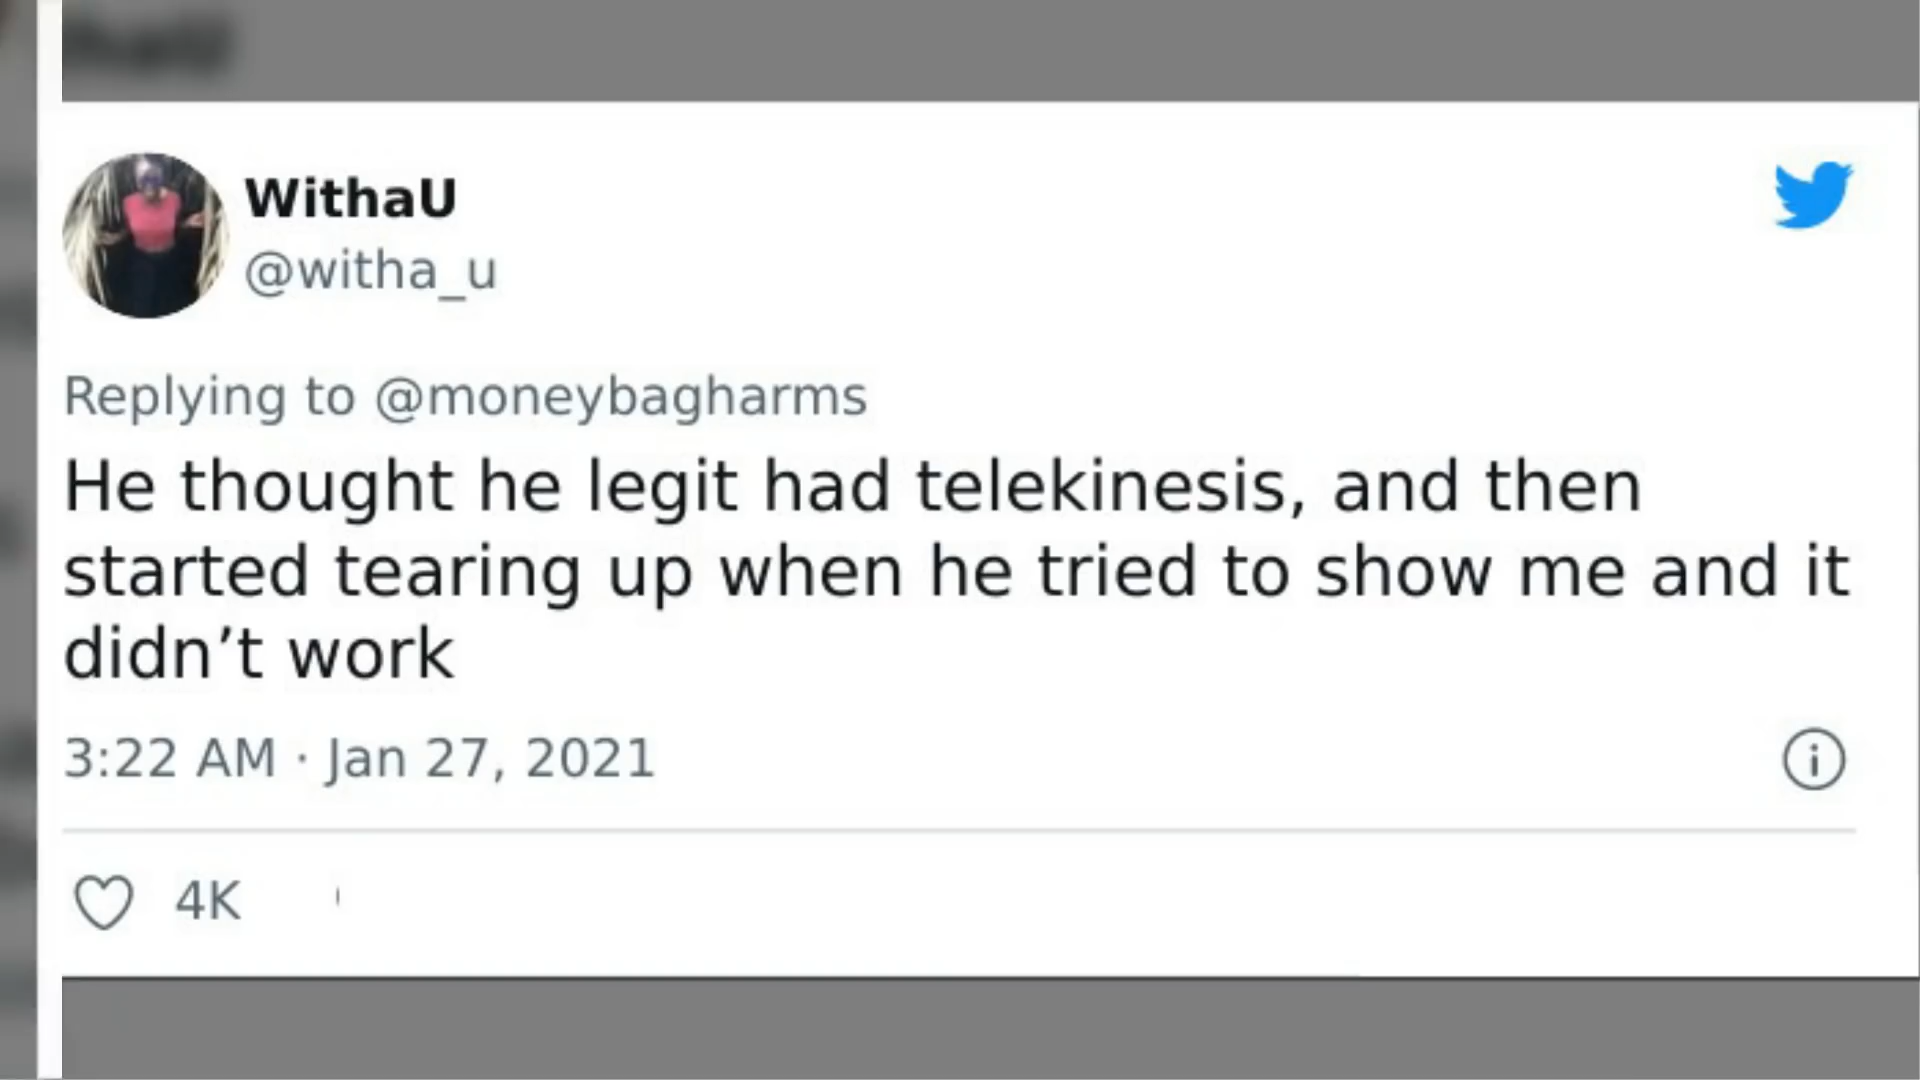 WithaU
@witha_u
Replying to @moneybagharms
He thought he legit had telekinesis, and then
started tearing up when he tried to show me and it
didn’t work
3:22 AM · Jan 27, 2021
4K